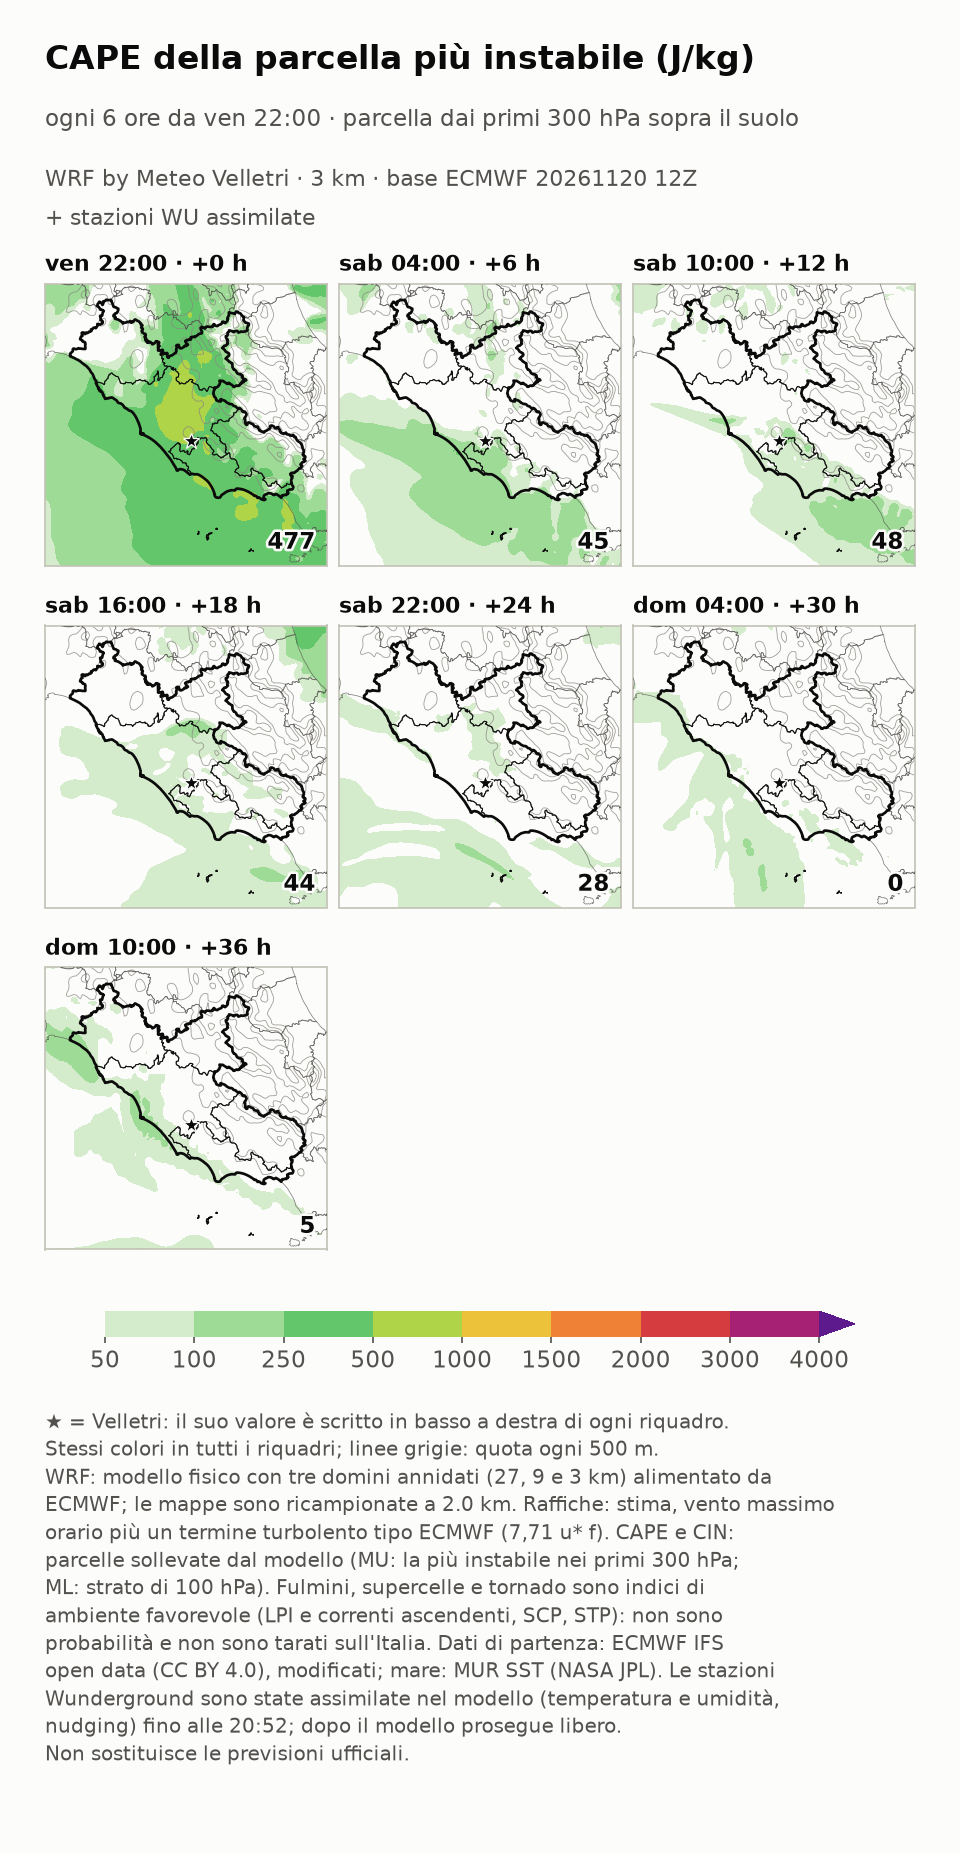 CAPE della parcella più instabile (J/kg)
ogni 6 ore da ven 22:00 · parcella dai primi 300 hPa sopra il suolo
WRF by Meteo Velletri · 3 km · base ECMWF 20261120 12Z
+ stazioni WU assimilate
ven 22:00 · +0 h
477
sab 04:00 · +6 h
45
sab 10:00 · +12 h
48
sab 16:00 · +18 h
44
sab 22:00 · +24 h
28
dom 04:00 · +30 h
0
dom 10:00 · +36 h
5
50 100 250 500 1000 1500 2000 3000 4000
★ = Velletri: il suo valore è scritto in basso a destra di ogni riquadro.
Stessi colori in tutti i riquadri; linee grigie: quota ogni 500 m.
WRF: modello fisico con tre domini annidati (27, 9 e 3 km) alimentato da
ECMWF; le mappe sono ricampionate a 2.0 km. Raffiche: stima, vento massimo
orario più un termine turbolento tipo ECMWF (7,71 u* f). CAPE e CIN:
parcelle sollevate dal modello (MU: la più instabile nei primi 300 hPa;
ML: strato di 100 hPa). Fulmini, supercelle e tornado sono indici di
ambiente favorevole (LPI e correnti ascendenti, SCP, STP): non sono
probabilità e non sono tarati sull'Italia. Dati di partenza: ECMWF IFS
open data (CC BY 4.0), modificati; mare: MUR SST (NASA JPL). Le stazioni
Wunderground sono state assimilate nel modello (temperatura e umidità,
nudging) fino alle 20:52; dopo il modello prosegue libero.
Non sostituisce le previsioni ufficiali.